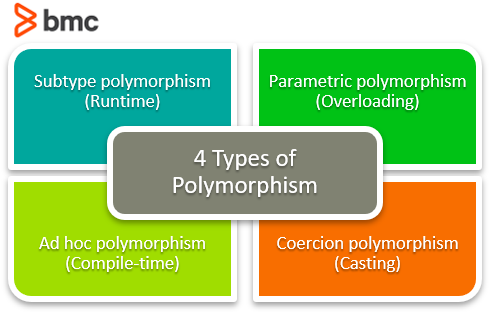 bmc
Subtype polymorphism
(Runtime)
Parametric polymorphism
(Overloading)
4 Types of
Polymorphism
Ad hoc polymorphism
(Compile-time)
Coercion polymorphism
(Casting)